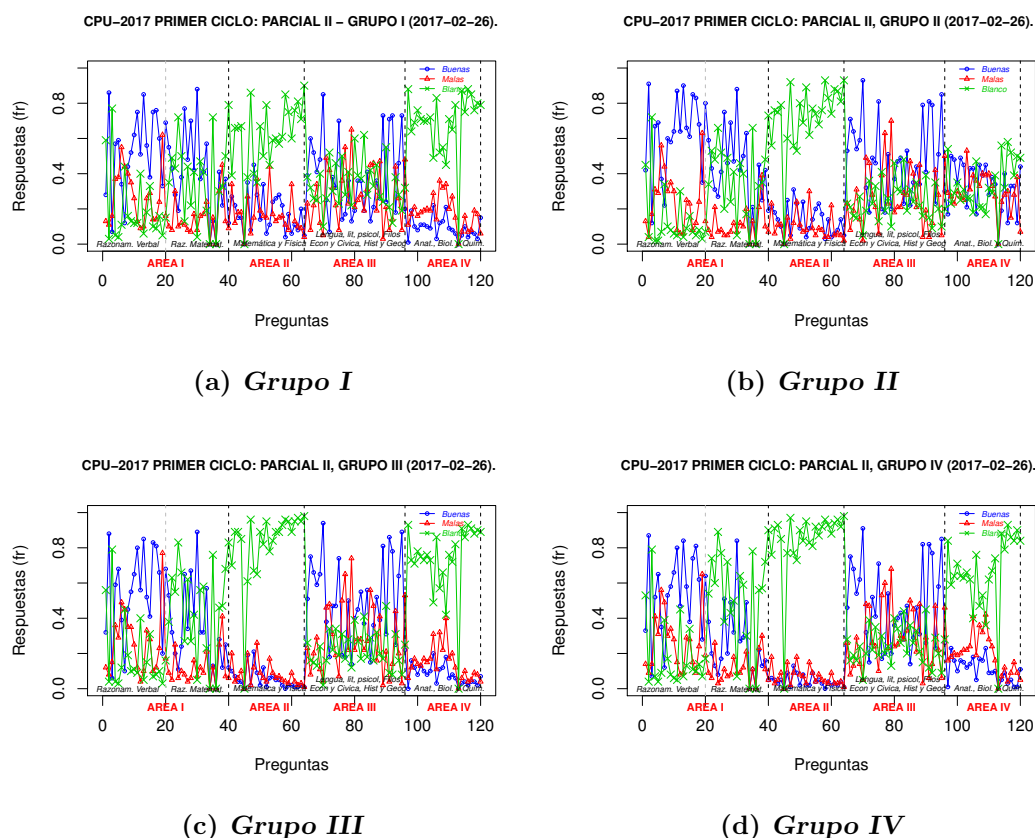 CPU−2017 PRIMER CICLO: PARCIAL II − GRUPO I (2017−02−26).
Respuestas (fr)
0.0 0.4 0.8
Buenas
Malas
Blanco
Razonam. Verbal
Raz. Matemat.
Matemática y Física
Lengua, lit, psicol, Filos
Econ y Civica, Hist y Geog
Anat., Biol. y Quim.
AREA I
AREA II
AREA III
AREA IV
0 20 40 60 80 100 120
Preguntas
(a) Grupo I
CPU−2017 PRIMER CICLO: PARCIAL II, GRUPO II (2017−02−26).
Respuestas (fr)
0.0 0.4 0.8
Buenas
Malas
Blanco
Razonam. Verbal
Raz. Matemat.
Matemática y Física
Lengua, lit, psicol, Filos
Econ y Civica, Hist y Geog
Anat., Biol. y Quim.
AREA I
AREA II
AREA III
AREA IV
0 20 40 60 80 100 120
Preguntas
(b) Grupo II
CPU−2017 PRIMER CICLO: PARCIAL II, GRUPO III (2017−02−26).
Respuestas (fr)
0.0 0.4 0.8
Buenas
Malas
Blanco
Razonam. Verbal
Raz. Matemat.
Matemática y Física
Lengua, lit, psicol, Filos
Econ y Civica, Hist y Geog
Anat., Biol. y Quim.
AREA I
AREA II
AREA III
AREA IV
0 20 40 60 80 100 120
Preguntas
(c) Grupo III
CPU−2017 PRIMER CICLO: PARCIAL II, GRUPO IV (2017−02−26).
Respuestas (fr)
0.0 0.4 0.8
Buenas
Malas
Blanco
Razonam. Verbal
Raz. Matemat.
Matemática y Física
Lengua, lit, psicol, Filos
Econ y Civica, Hist y Geog
Anat., Biol. y Quim.
AREA I
AREA II
AREA III
AREA IV
0 20 40 60 80 100 120
Preguntas
(d) Grupo IV